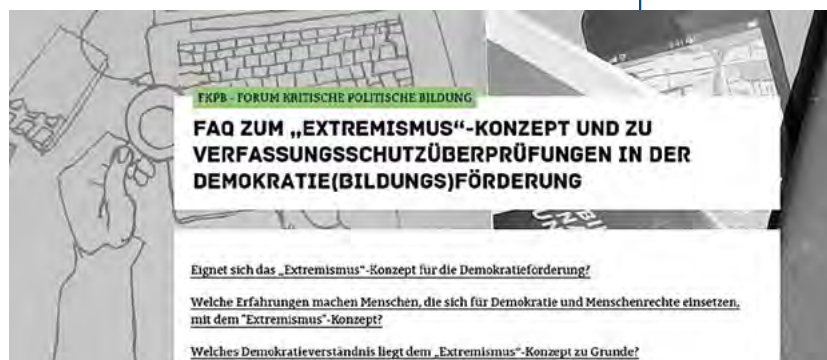 FKPB - FORUM KRITISCHE POLITISCHE BILDUNG
FAQ ZUM „EXTREMISMUS“-KONZEPT UND ZU
VERFASSUNGSSCHUTZÜBERPRÜFUNGEN IN DER
DEMOKRATIE(BILDUNGS)FÖRDERUNG
Eignet sich das „Extremismus“-Konzept für die Demokratieförderung?
Welche Erfahrungen machen Menschen, die sich für Demokratie und Menschenrechte einsetzen,
mit dem "Extremismus"-Konzept?
Welches Demokratieverständnis liegt dem „Extremismus“-Konzept zu Grunde?